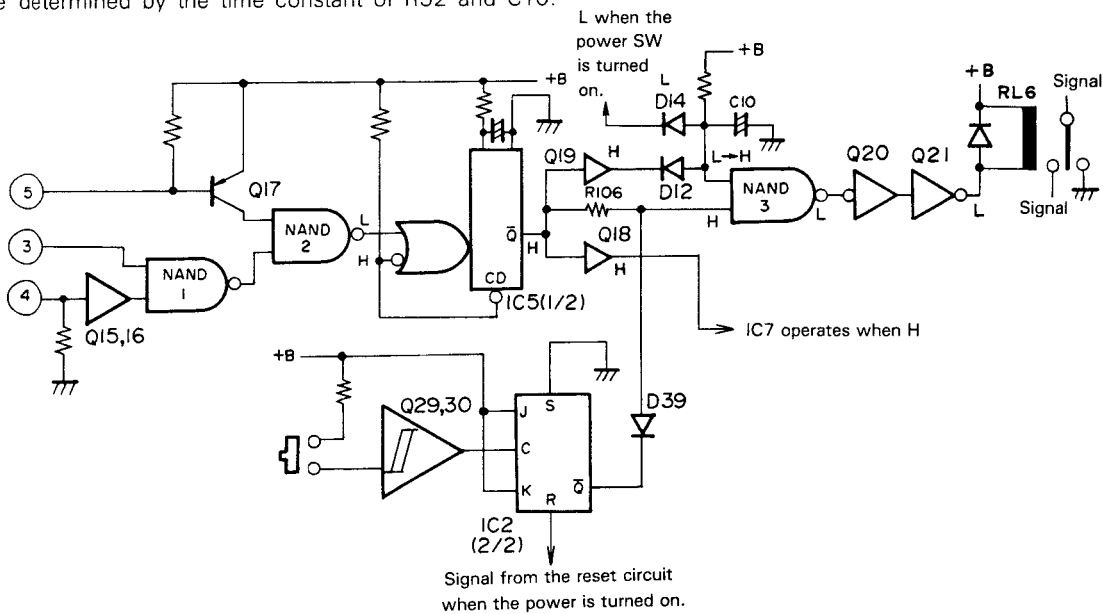 e determined by the time constant of R52 and C10.
L when the
power SW
is turned
on.
L
D14
+B
C10
+B
+B
RL6
Signal
Signal
5
Q17
3
4
Q15,16
NAND
1
NAND
2
L
H
Q̅
H
CD
IC5(1/2)
Q19
H
D12
L→H
R106
H
Q18
H
NAND
3
L
Q20
Q21
L
IC7 operates when H
+B
Q29,30
S
J
C
K
R
Q̅
D39
IC2
(2/2)
Signal from the reset circuit
when the power is turned on.